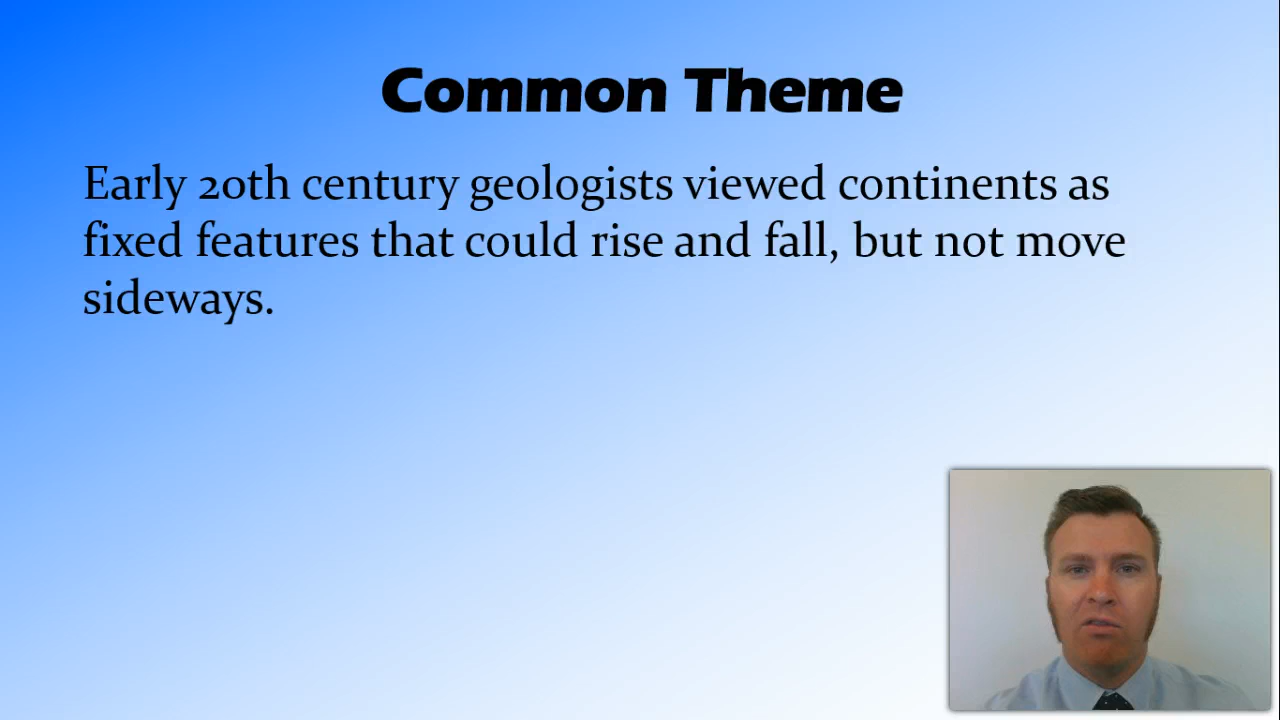 Common Theme
Early 20th century geologists viewed continents as
fixed features that could rise and fall, but not move
sideways.